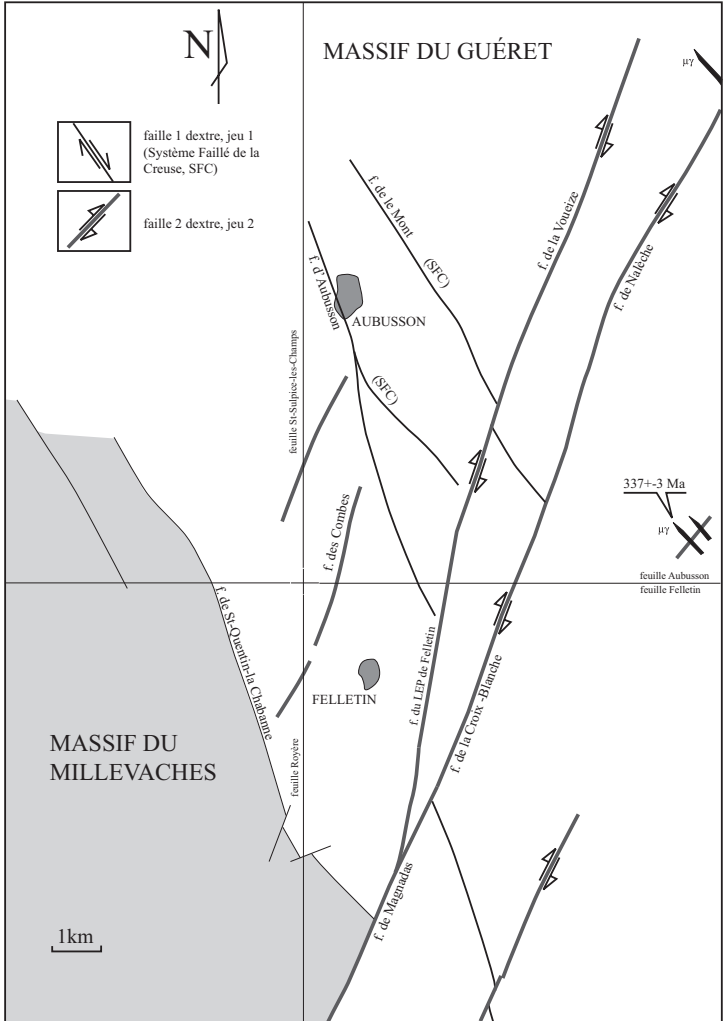 N
MASSIF DU GUÉRET
μγ
faille 1 dextre, jeu 1
(Système Faillé de la
Creuse, SFC)
faille 2 dextre, jeu 2
f. de le Mont
(SFC)
f. de la Voueize
f. de Nalèche
f. d' Aubusson
AUBUSSON
feuille St-Sulpice-les-Champs
(SFC)
337+-3 Ma
μγ
f. des Combes
feuille Aubusson
feuille Felletin
f. de St-Quentin-la Chabanne
f. du LEP de Felletin
f. de la Croix -Blanche
FELLETIN
MASSIF DU
MILLEVACHES
feuille Royère
f. de Magnadas
1km